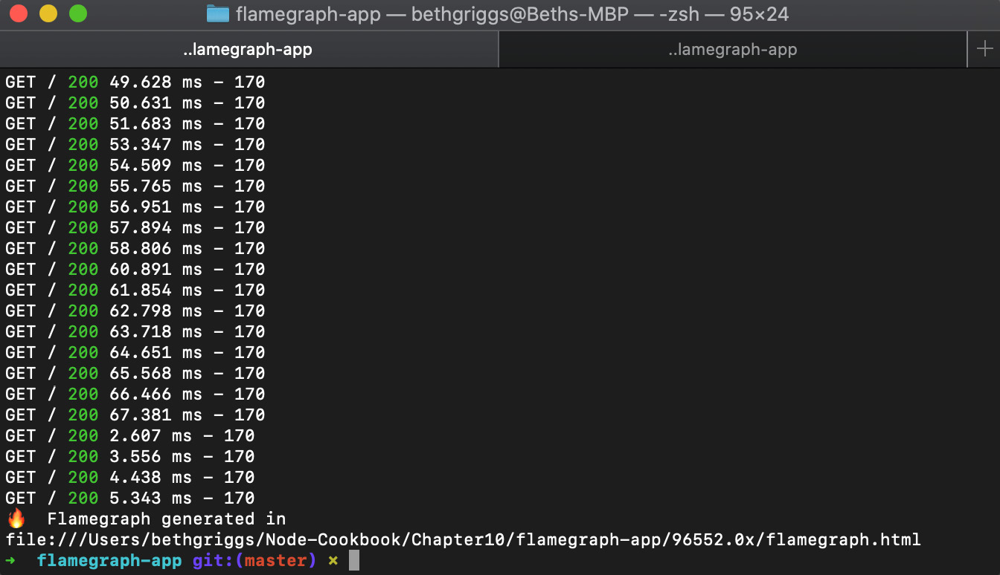 flamegraph-app — bethgriggs@Beths-MBP — -zsh — 95×24
..lamegraph-app ..lamegraph-app
GET / 200 49.628 ms - 170
GET / 200 50.631 ms - 170
GET / 200 51.683 ms - 170
GET / 200 53.347 ms - 170
GET / 200 54.509 ms - 170
GET / 200 55.765 ms - 170
GET / 200 56.951 ms - 170
GET / 200 57.894 ms - 170
GET / 200 58.806 ms - 170
GET / 200 60.891 ms - 170
GET / 200 61.854 ms - 170
GET / 200 62.798 ms - 170
GET / 200 63.718 ms - 170
GET / 200 64.651 ms - 170
GET / 200 65.568 ms - 170
GET / 200 66.466 ms - 170
GET / 200 67.381 ms - 170
GET / 200 2.607 ms - 170
GET / 200 3.556 ms - 170
GET / 200 4.438 ms - 170
GET / 200 5.343 ms - 170
🔥 Flamegraph generated in
file:///Users/bethgriggs/Node-Cookbook/Chapter10/flamegraph-app/96552.0x/flamegraph.html
➜ flamegraph-app git:(master) ✗